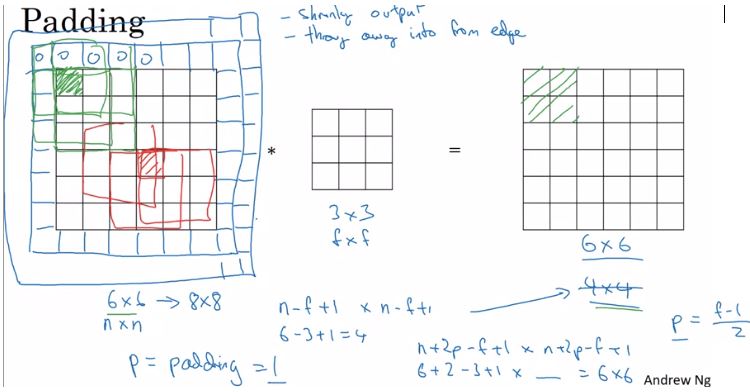 Padding
- shrinky output
- throw away info from edge
0 0 0 0 0
*
=
3 × 3
f × f
6 × 6
6 × 6 → 8 × 8
n × n
n-f+1 × n-f+1
6-3+1=4
4 × 4
p = f-1 / 2
p = padding = 1
n+2p-f+1 × n+2p-f+1
6+2-3+1 × __ = 6×6
Andrew Ng